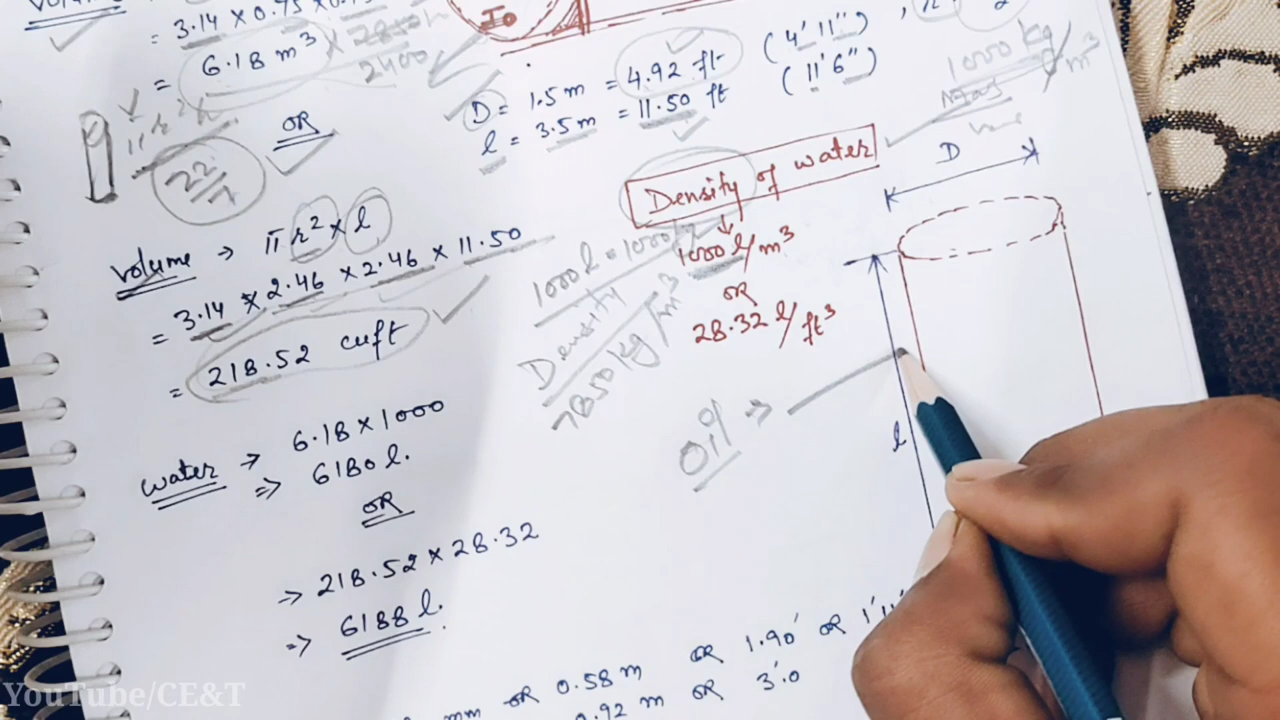 = 3.14 × 0.75 ×
= 6.18 m³ × 2400
OR
22/7
Volume → π r² × l
= 3.14 × 2.46 × 2.46 × 11.50
= 218.52 cuft
water → 6.18 × 1000
⇒ 6180 l.
OR
⇒ 218.52 × 28.32
⇒ 6188 l.
D = 1.5 m = 4.92 ft (4' 11")
l = 3.5 m = 11.50 ft (11' 6")
1000 kg/m³
Density of water
1000 l/m³
OR
28.32 l/ft³
1000 l = 1000 kg
Density
7850 kg/m³
Oil ⇒
D
l
mm OR 0.58 m OR 1.90' OR 1'11"
0.92 m OR 3'.0
YouTube/CE&T